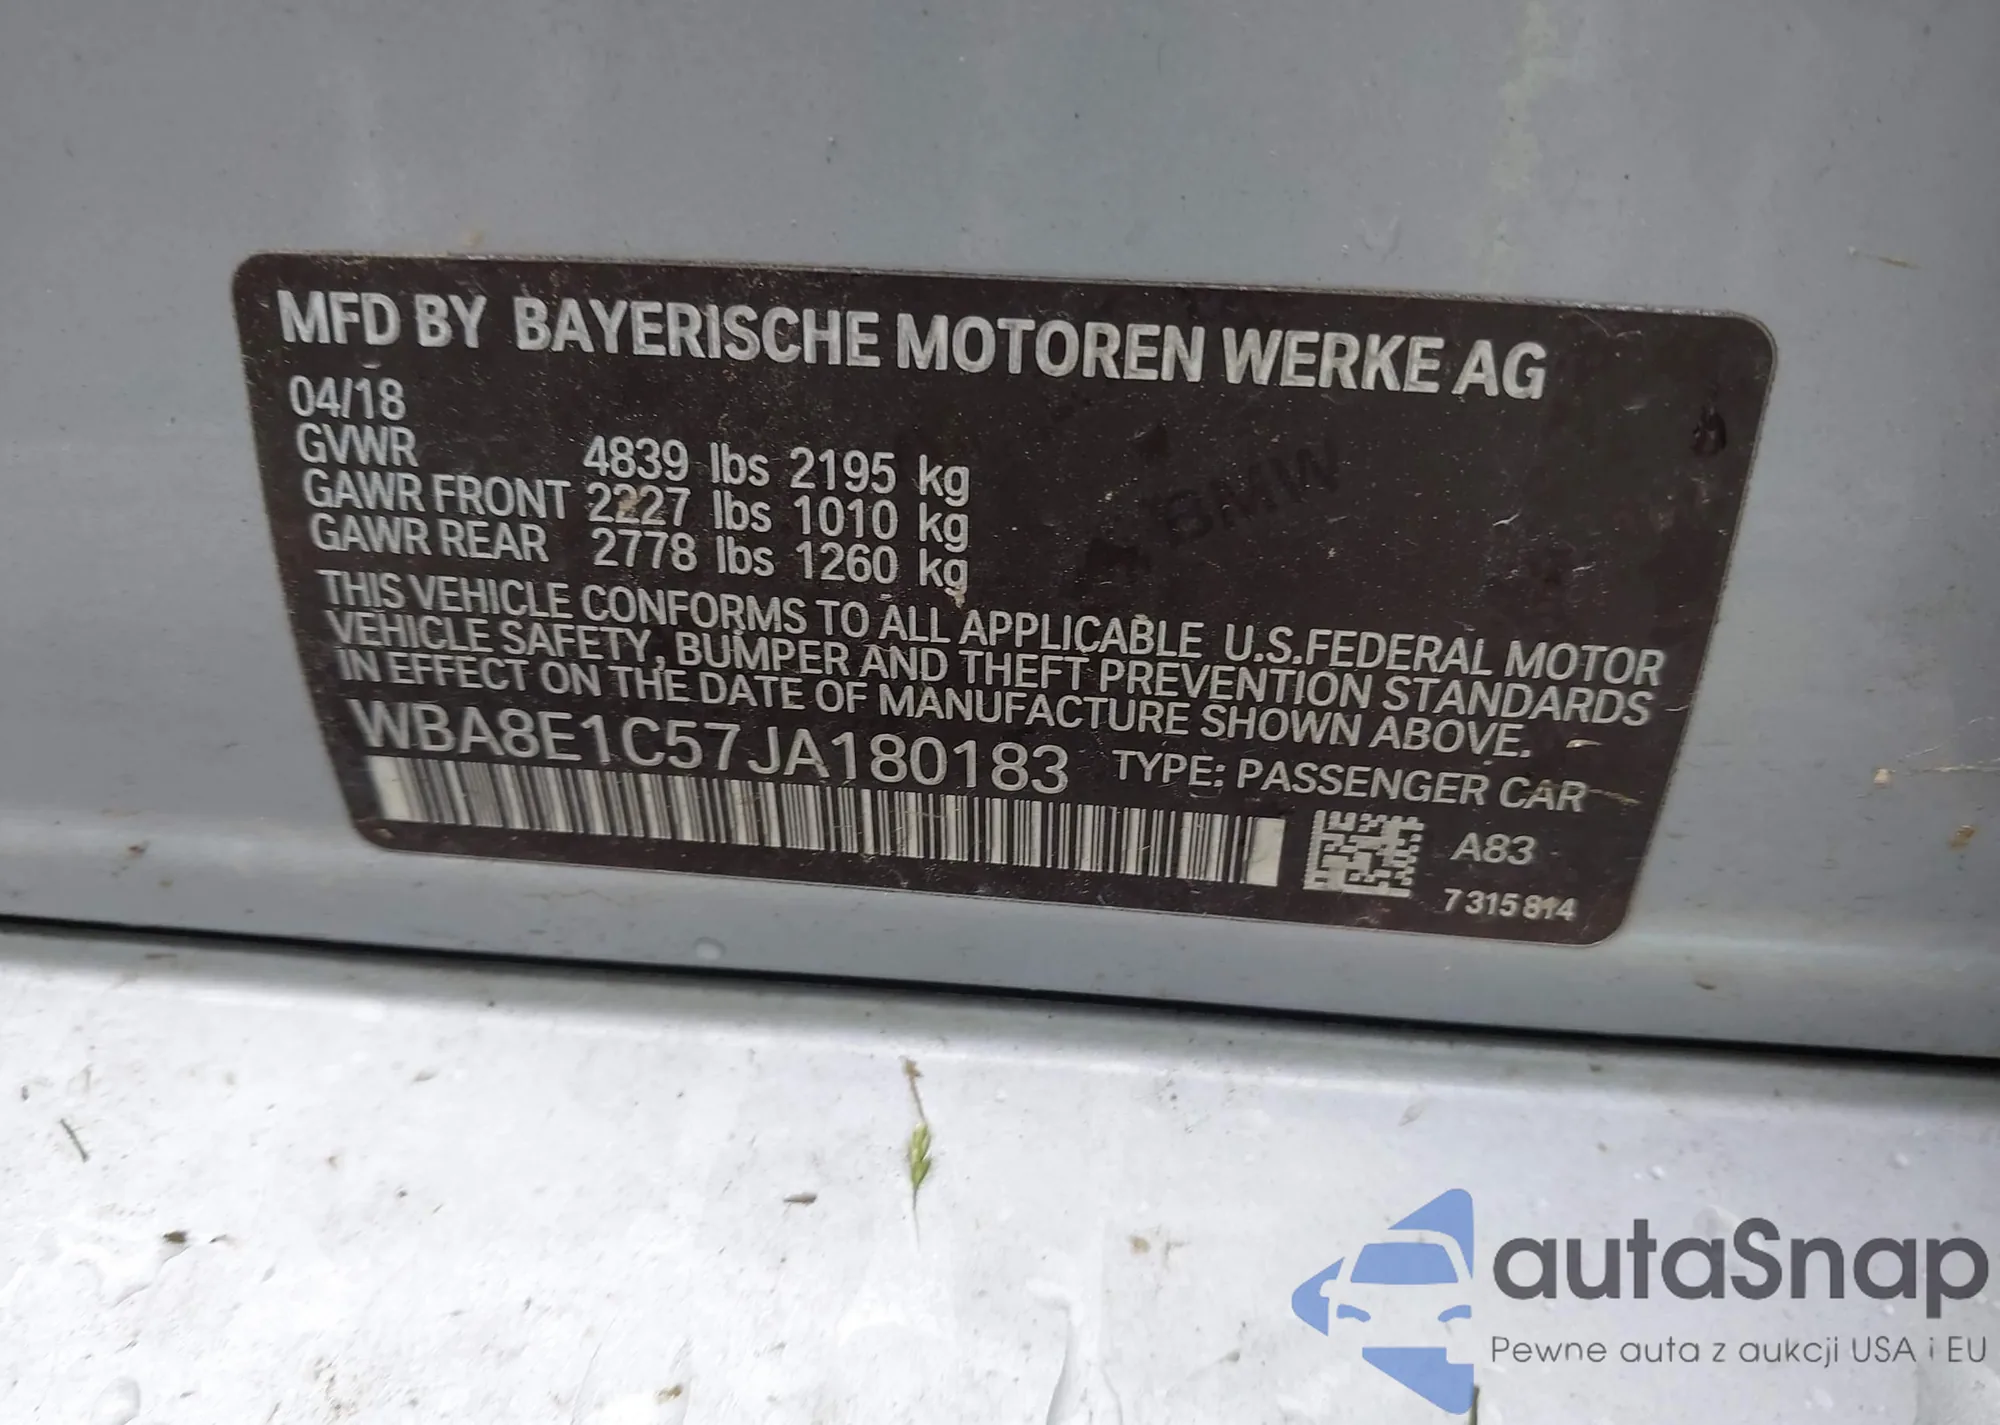 MFD BY BAYERISCHE MOTOREN WERKE AG
04/18
GVWR 4839 lbs 2195 kg
GAWR FRONT 2227 lbs 1010 kg
GAWR REAR 2778 lbs 1260 kg
THIS VEHICLE CONFORMS TO ALL APPLICABLE U.S.FEDERAL MOTOR
VEHICLE SAFETY, BUMPER AND THEFT PREVENTION STANDARDS
IN EFFECT ON THE DATE OF MANUFACTURE SHOWN ABOVE.
WBA8E1C57JA180183 TYPE: PASSENGER CAR
A83
7 315 814
BMW
autaSnap
Pewne auta z aukcji USA i EU